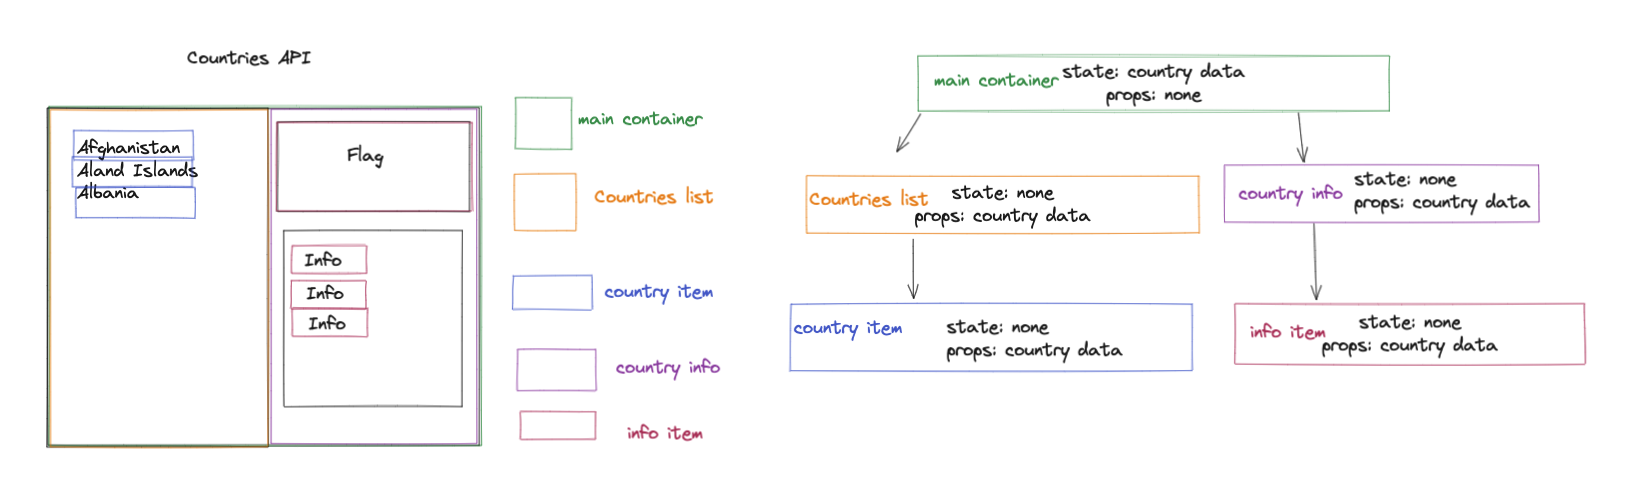 Countries API
Afghanistan
Aland Islands
Albania
Flag
Info
Info
Info
main container
Countries list
country item
country info
info item
main container state: country data
props: none
Countries list state: none
props: country data
country info state: none
props: country data
country item state: none
props: country data
info item state: none
props: country data